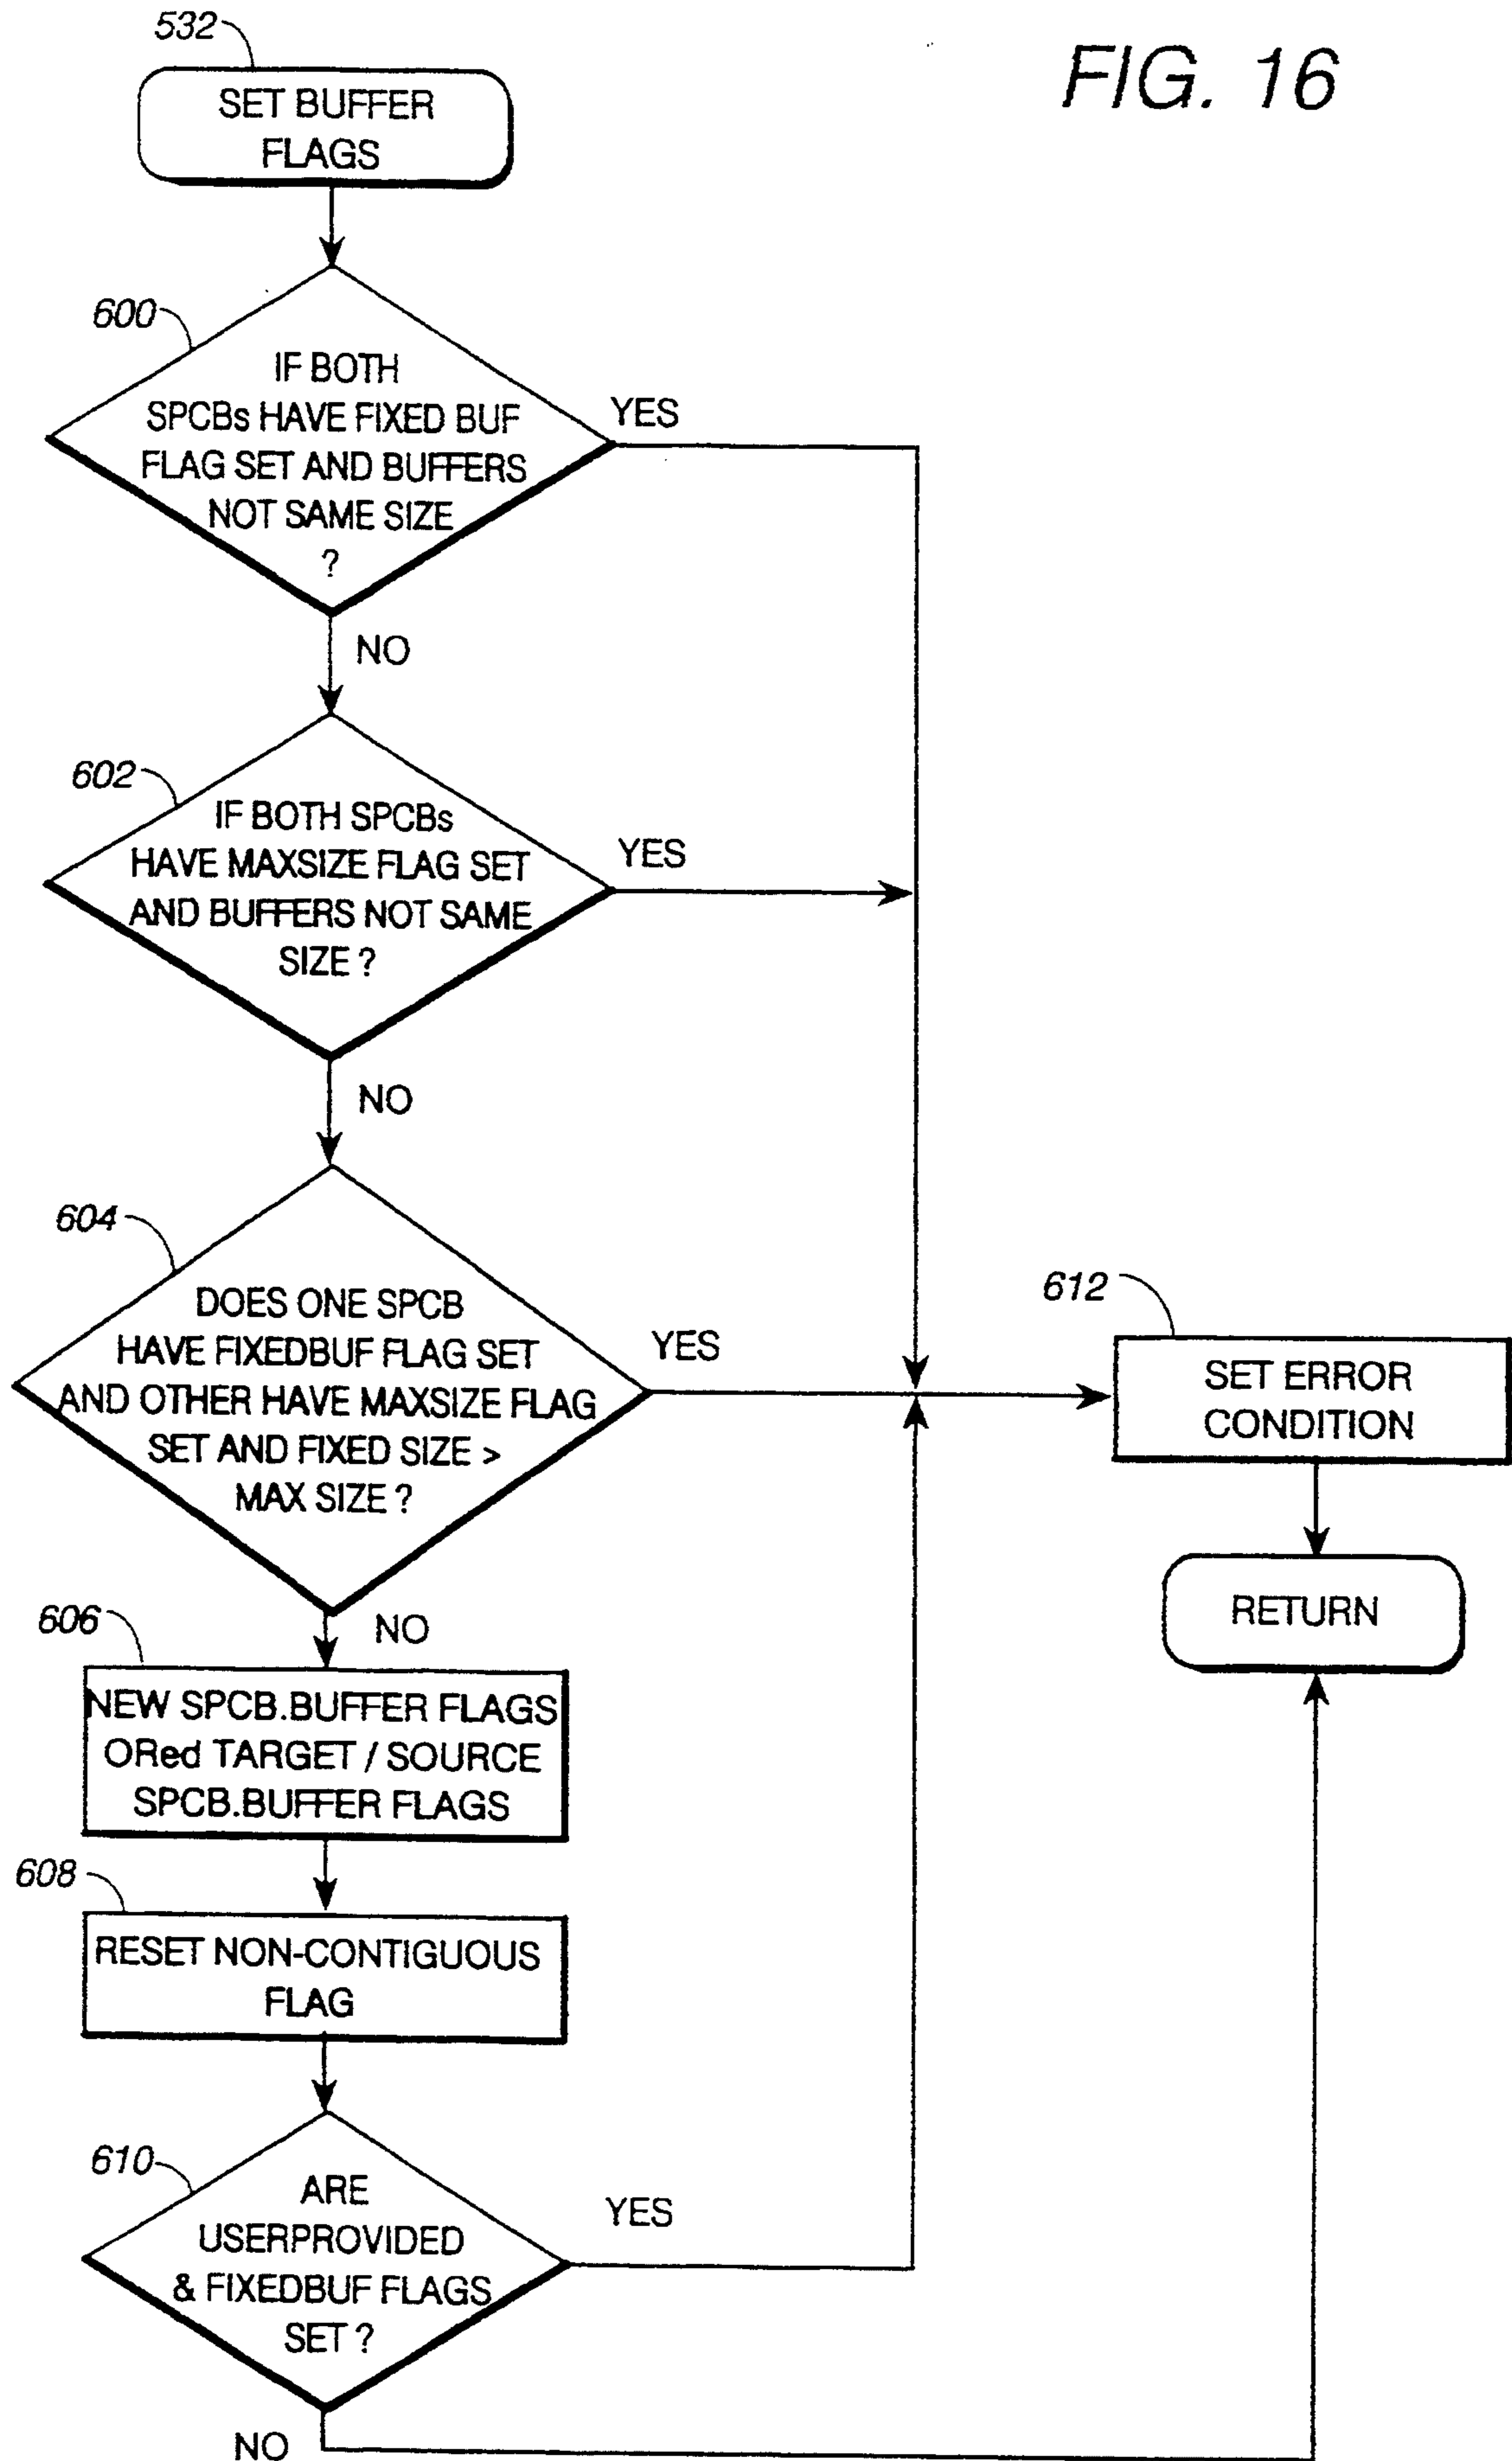 FIG. 16
532
SET BUFFER
FLAGS
600
IF BOTH
SPCBs HAVE FIXED BUF
FLAG SET AND BUFFERS
NOT SAME SIZE
?
YES
NO
602
IF BOTH SPCBs
HAVE MAXSIZE FLAG SET
AND BUFFERS NOT SAME
SIZE ?
YES
NO
604
DOES ONE SPCB
HAVE FIXEDBUF FLAG SET
AND OTHER HAVE MAXSIZE FLAG
SET AND FIXED SIZE >
MAX SIZE ?
YES
NO
612
SET ERROR
CONDITION
RETURN
606
NEW SPCB.BUFFER FLAGS
ORed TARGET / SOURCE
SPCB.BUFFER FLAGS
608
RESET NON-CONTIGUOUS
FLAG
610
ARE
USERPROVIDED
& FIXEDBUF FLAGS
SET ?
YES
NO